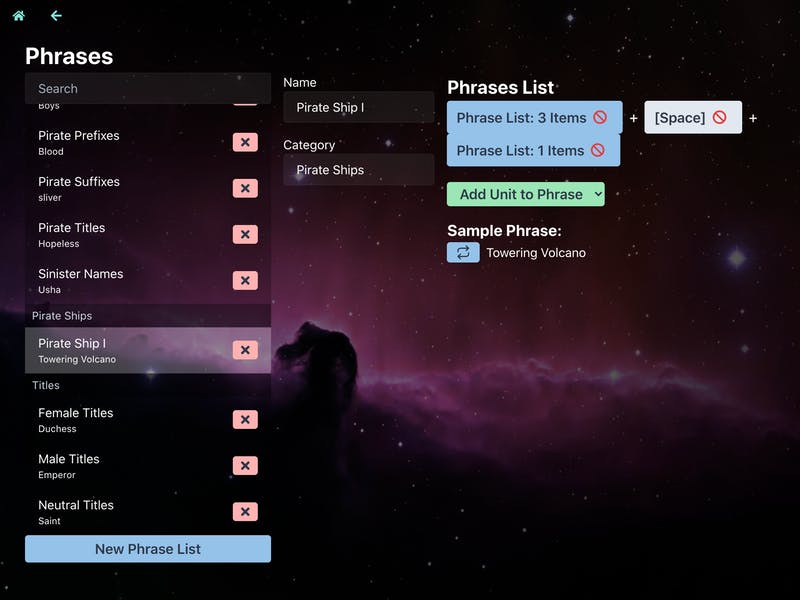 Phrases
Search
Boys
Pirate Prefixes
Blood
Pirate Suffixes
sliver
Pirate Titles
Hopeless
Sinister Names
Usha
Pirate Ships
Pirate Ship I
Towering Volcano
Titles
Female Titles
Duchess
Male Titles
Emperor
Neutral Titles
Saint
New Phrase List
Name
Pirate Ship I
Category
Pirate Ships
Phrases List
Phrase List: 3 Items + [Space] +
Phrase List: 1 Items
Add Unit to Phrase
Sample Phrase:
Towering Volcano